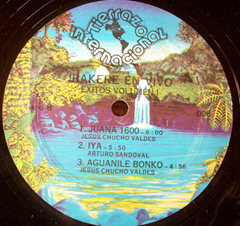 tierrazo
internacional
IRAKERE EN VIVO
EXITOS VOLUMEN I
1. JUANA 1600 - 6:00
JESUS CHUCHO VALDES
2. IYA - 5:50
ARTURO SANDOVAL
3. AGUANILE BONKO - 4:56
JESUS CHUCHO VALDES